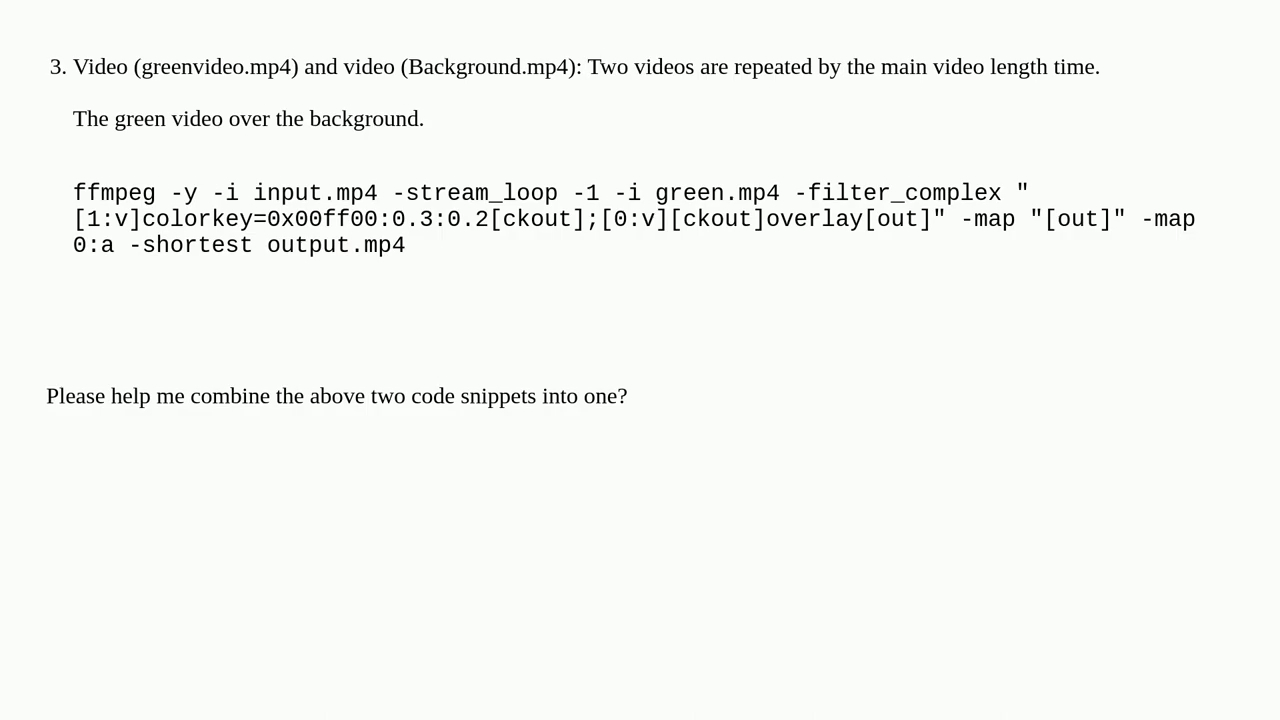 3. Video (greenvideo.mp4) and video (Background.mp4): Two videos are repeated by the main video length time.
The green video over the background.
ffmpeg -y -i input.mp4 -stream_loop -1 -i green.mp4 -filter_complex "
[1:v]colorkey=0x00ff00:0.3:0.2[ckout];[0:v][ckout]overlay[out]" -map "[out]" -map
0:a -shortest output.mp4
Please help me combine the above two code snippets into one?